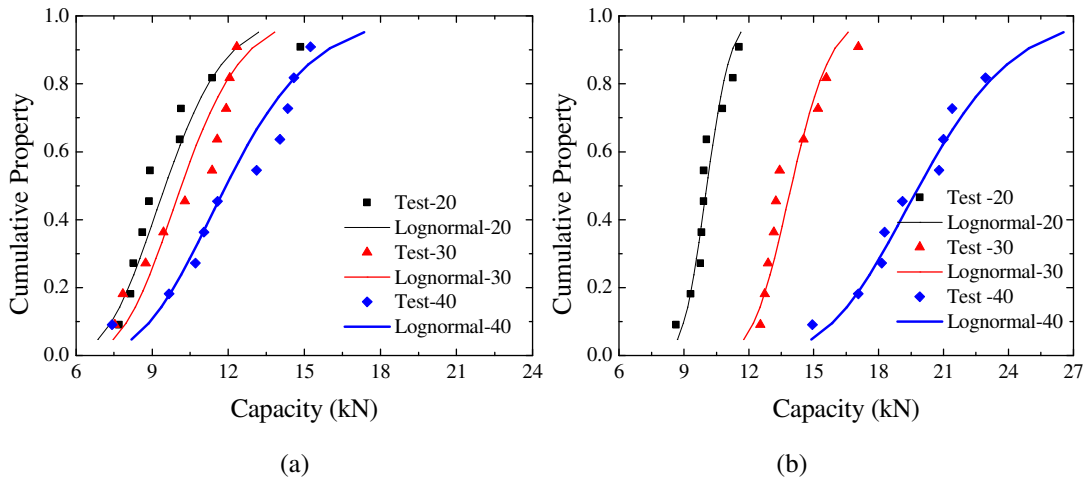 1.0
0.8
0.6
0.4
0.2
0.0
Cumulative Property
6 9 12 15 18 21 24
Capacity (kN)
Test-20
Lognormal-20
Test-30
Lognormal-30
Test-40
Lognormal-40
(a)
1.0
0.8
0.6
0.4
0.2
0.0
Cumulative Property
6 9 12 15 18 21 24 27
Capacity (kN)
Test -20
Lognormal-20
Test -30
Lognormal-30
Test -40
Lognormal-40
(b)